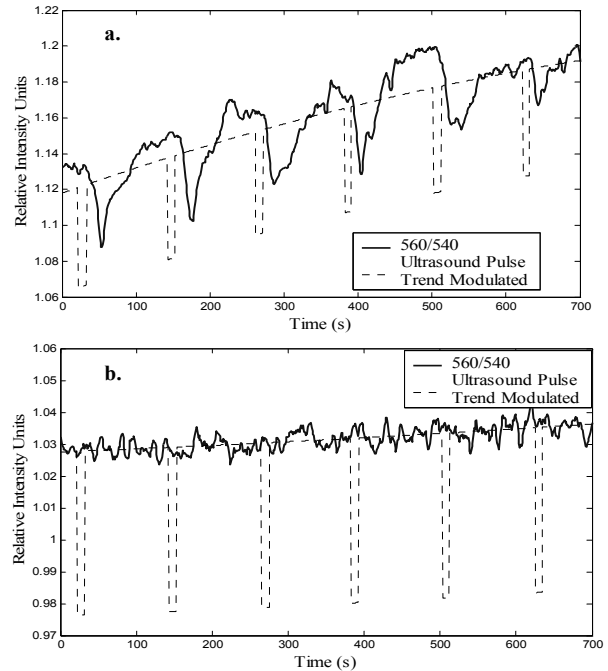 a.
1.22
1.2
1.18
1.16
1.14
1.12
1.1
1.08
1.06
Relative Intensity Units
0 100 200 300 400 500 600 700
Time (s)
560/540
Ultrasound Pulse
Trend Modulated
b.
1.06
1.05
1.04
1.03
1.02
1.01
1
0.99
0.98
0.97
Relative Intensity Units
0 100 200 300 400 500 600 700
Time (s)
560/540
Ultrasound Pulse
Trend Modulated